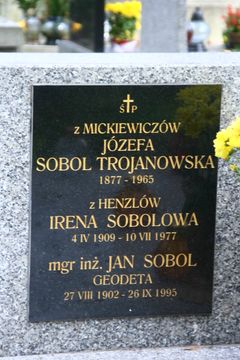 Ś † P
z MICKIEWICZÓW
JÓZEFA
SOBOL TROJANOWSKA
1877 - 1965
z HENZLÓW
IRENA SOBOLOWA
4 IV 1909 - 10 VII 1977
mgr inż. JAN SOBOL
GEODETA
27 VIII 1902 - 26 IX 1995